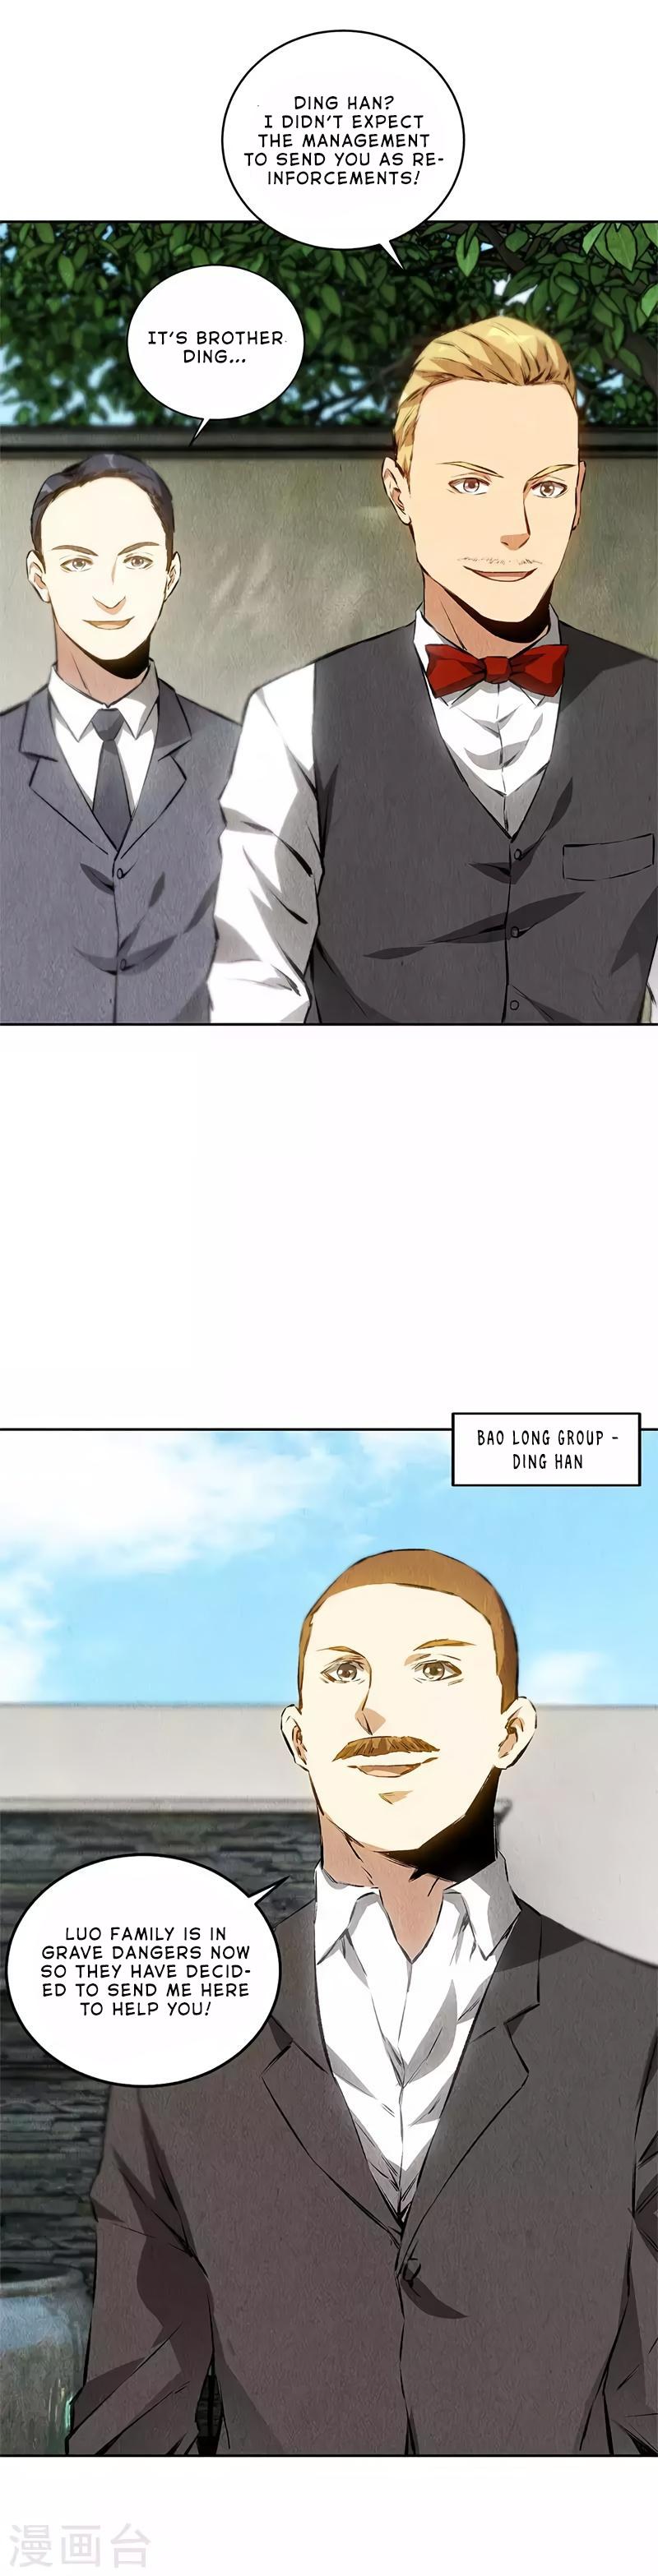 DING HAN?
I DIDN'T EXPECT
THE MANAGEMENT
TO SEND YOU AS RE-
INFORCEMENTS!
IT'S BROTHER
DING...
BAO LONG GROUP -
DING HAN
LUO FAMILY IS IN
GRAVE DANGERS NOW
SO THEY HAVE DECID-
ED TO SEND ME HERE
TO HELP YOU!
漫画台